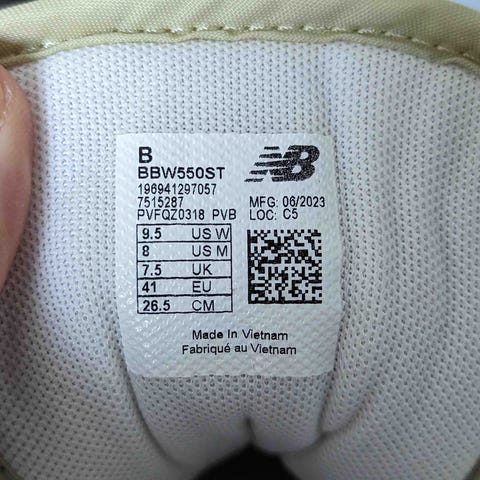 B
BBW550ST
196941297057
7515287
PVFQZ0318 PVB
NB
MFG: 06/2023
LOC: C5
9.5 US W
8 US M
7.5 UK
41 EU
26.5 CM
Made In Vietnam
Fabriqué au Vietnam